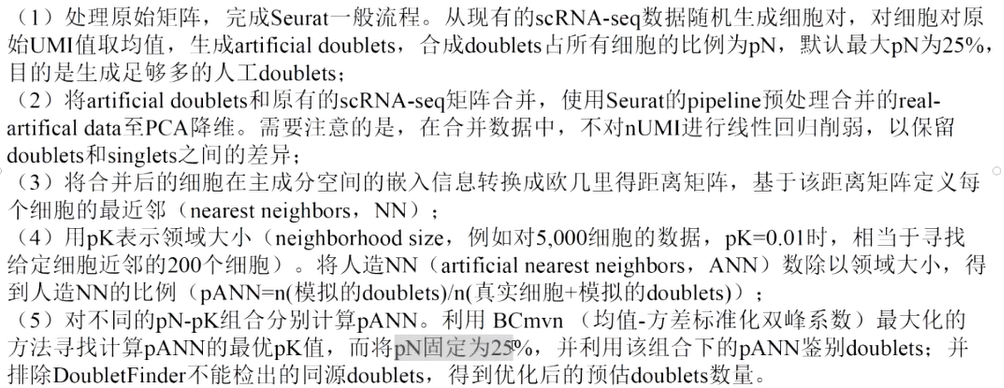 （1）处理原始矩阵，完成Seurat一般流程。从现有的scRNA-seq数据随机生成细胞对，对细胞对原
始UMI值取均值，生成artificial doublets，合成doublets占所有细胞的比例为pN，默认最大pN为25%，
目的是生成足够多的人工doublets；
（2）将artificial doublets和原有的scRNA-seq矩阵合并，使用Seurat的pipeline预处理合并的real-
artifical data至PCA降维。需要注意的是，在合并数据中，不对nUMI进行线性回归削弱，以保留
doublets和singlets之间的差异；
（3）将合并后的细胞在主成分空间的嵌入信息转换成欧几里得距离矩阵，基于该距离矩阵定义每
个细胞的最近邻（nearest neighbors，NN）；
（4）用pK表示领域大小（neighborhood size，例如对5,000细胞的数据，pK=0.01时，相当于寻找
给定细胞近邻的200个细胞）。将人造NN（artificial nearest neighbors，ANN）数除以领域大小，得
到人造NN的比例（pANN=n(模拟的doublets)/n(真实细胞+模拟的doublets)）；
（5）对不同的pN-pK组合分别计算pANN。利用 BCmvn （均值-方差标准化双峰系数）最大化的
方法寻找计算pANN的最优pK值，而将pN固定为25%，并利用该组合下的pANN鉴别doublets；并
排除DoubletFinder不能检出的同源doublets，得到优化后的预估doublets数量。